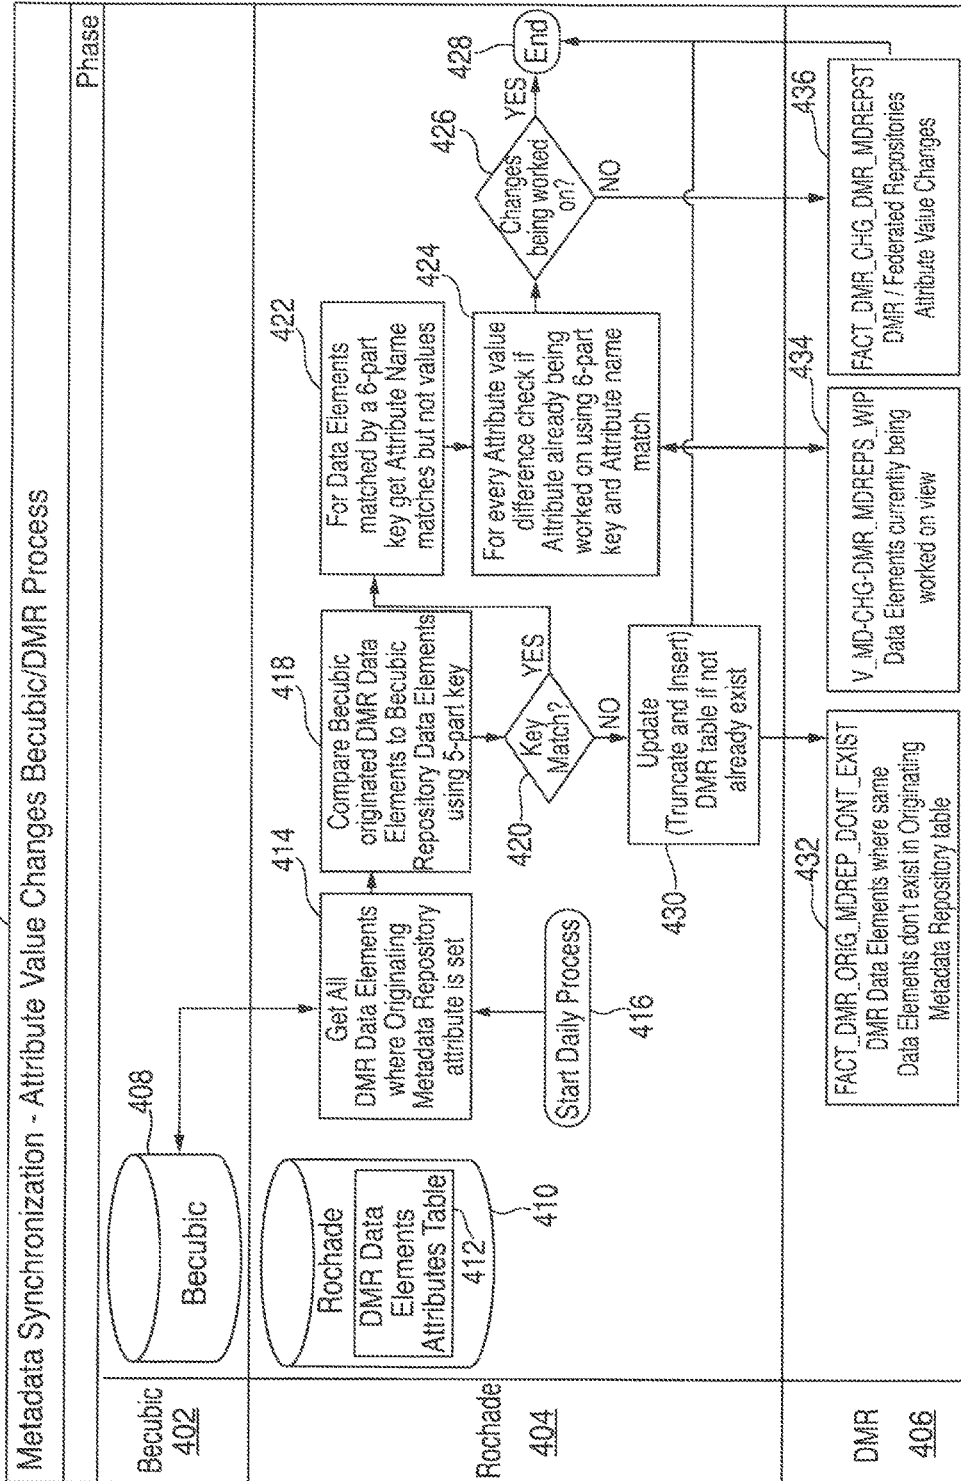 Metadata Synchronization - Attribute Value Changes Becubic/DMR Process
Phase
Becubic
402
Becubic
408
Rochade
404
Rochade
DMR Data
Elements
Attributes Table
412
410
Get All
DMR Data Elements
where Originaling
Metadata Repository
attribute is set
414
Start Daily Process
416
Compare Becubic
originated DMR Data
Elements to Becubic
Repository Data Elements
using 5-part key
418
Key
Match?
420
YES
NO
For Data Elements
matched by a 6-part
key get Attribute Name
matches but not values
422
For every Attribute value
difference check if
Attribute already being
worked on using 6-part
key and Attribute name
match
424
Changes
being worked
on?
426
YES
NO
End
428
Update
(Truncate and Insert)
DMR table if not
already exist
430
DMR
406
FACT_DMR_ORIG_MDREP_DONT_EXIST
DMR Data Elements where same
Data Elements don't exist in Originating
Metadata Repository table
432
V_MD-CHG-DMR_MDREPS_WIP
Data Elements currently being
worked on view
434
FACT_DMR_CHG_DMR_MDREPST
DMR / Federated Repositories
Attribute Value Changes
436